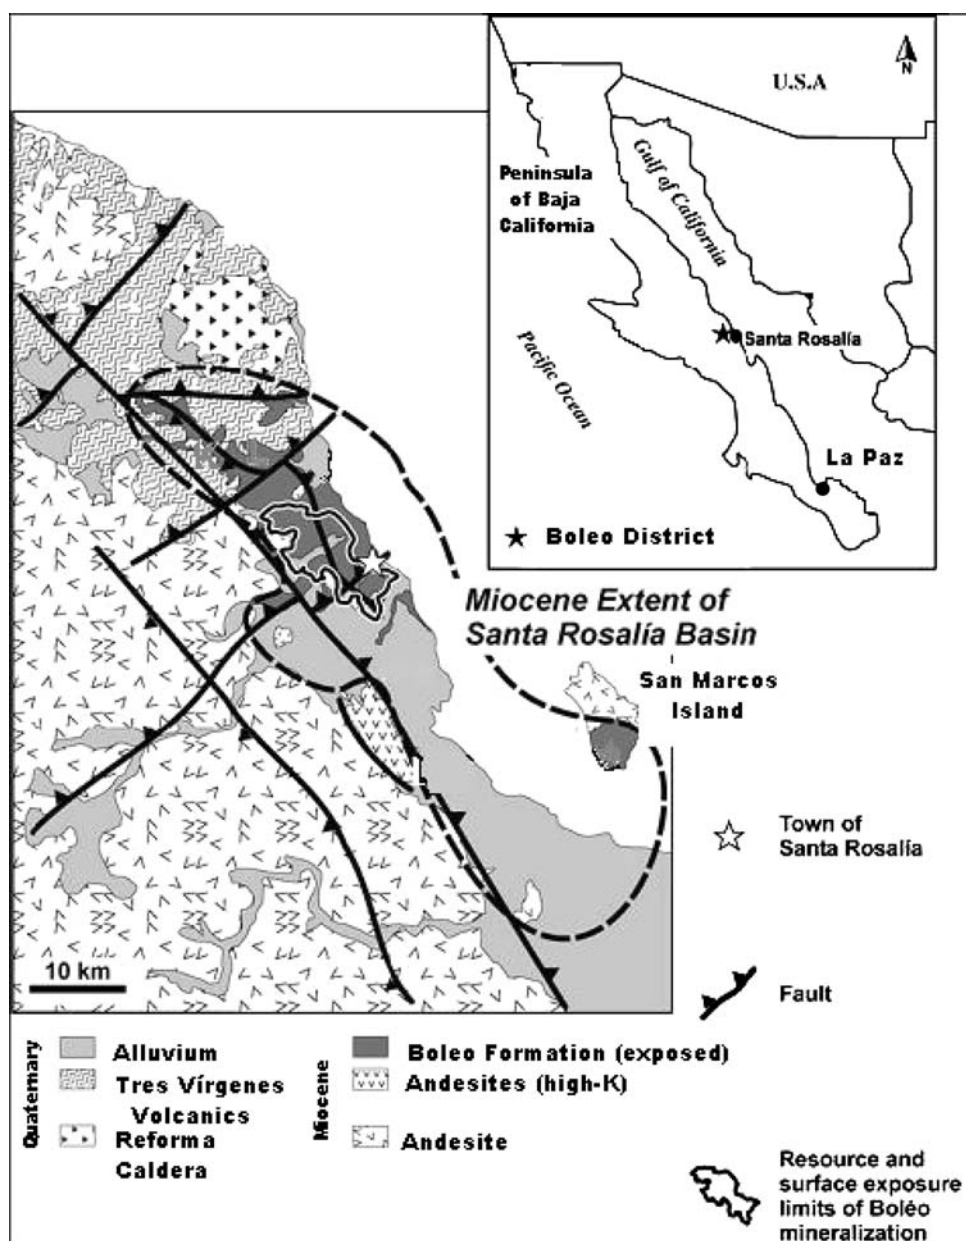 N
U.S.A
Gulf of California
Peninsula
of Baja
California
Santa Rosalía
Pacific Ocean
La Paz
Boleo District
Miocene Extent of
Santa Rosalía Basin
San Marcos
Island
Town of
Santa Rosalía
10 km
Fault
Quaternary
Alluvium
Tres Vírgenes
Volcanics
Reforma
Caldera
Miocene
Boleo Formation (exposed)
Andesites (high-K)
Andesite
Resource and
surface exposure
limits of Boléo
mineralization